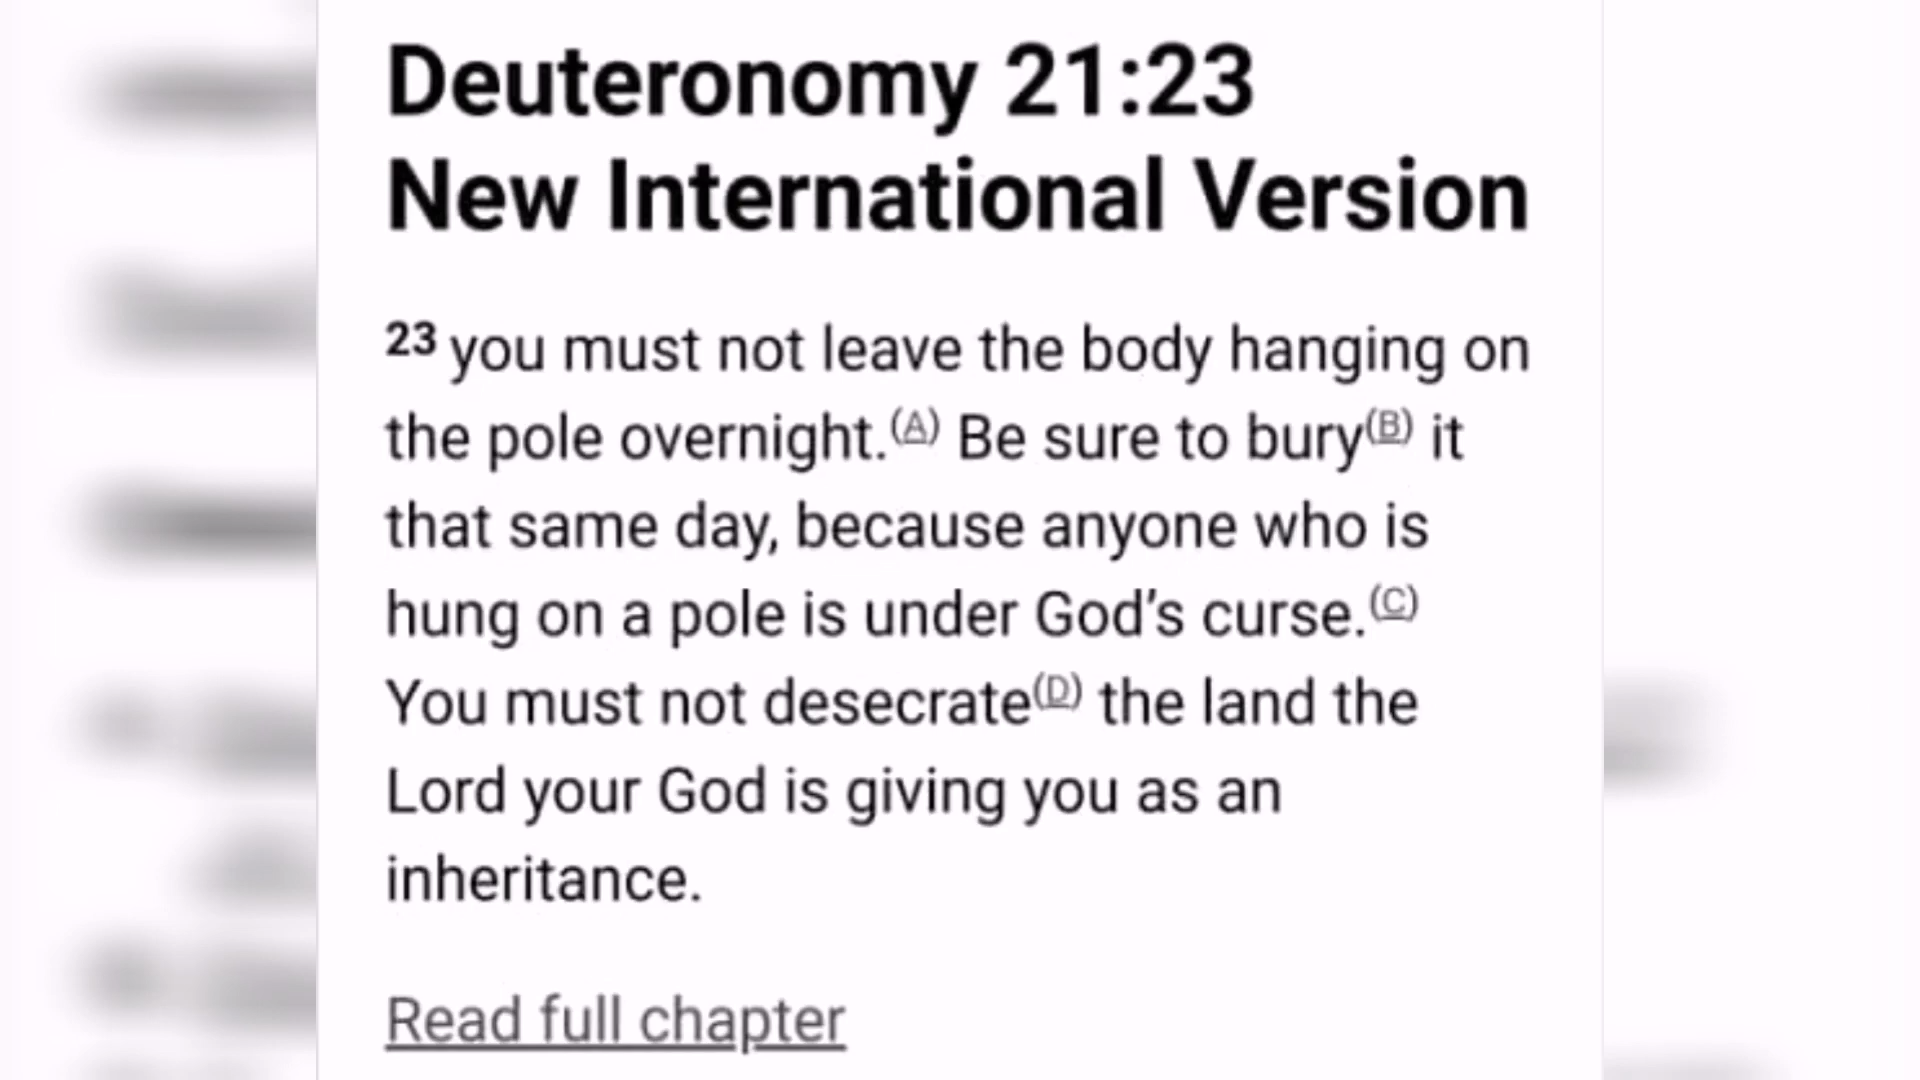 Deuteronomy 21:23
New International Version
23 you must not leave the body hanging on
the pole overnight.(A) Be sure to bury(B) it
that same day, because anyone who is
hung on a pole is under God’s curse.(C)
You must not desecrate(D) the land the
Lord your God is giving you as an
inheritance.
Read full chapter